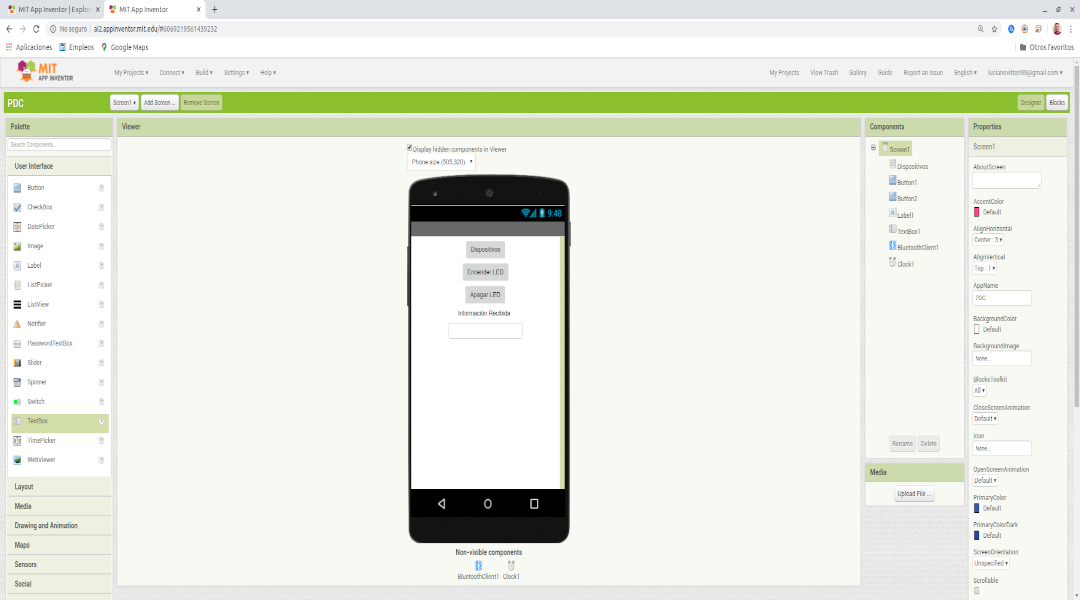 MIT App Inventor | Explor x
MIT App Inventor x
No seguro | ai2.appinventor.mit.edu/#6069219561439232
Aplicaciones Empleos Google Maps Otros favoritos
MIT
APP INVENTOR
My Projects ▾ Connect ▾ Build ▾ Settings ▾ Help ▾ My Projects View Trash Gallery Guide Report an Issue English ▾ lucianovittori99@gmail.com ▾
PDC Screen1 ▾ Add Screen ... Remove Screen Designer Blocks
Palette
Search Components...
User Interface
Button ?
CheckBox ?
DatePicker ?
Image ?
Label ?
ListPicker ?
ListView ?
Notifier ?
PasswordTextBox ?
Slider ?
Spinner ?
Switch ?
TextBox ?
TimePicker ?
WebViewer ?
Layout
Media
Drawing and Animation
Maps
Sensors
Social
Viewer
Display hidden components in Viewer
Phone size (505,320) ▾
9:48
Dispositivos
Encender LED
Apagar LED
Información Recibida
Non-visible components
BluetoothClient1 Clock1
Components
Screen1
Dispositivos
Button1
Button2
Label1
TextBox1
BluetoothClient1
Clock1
Rename Delete
Media
Upload File ...
Properties
Screen1
AboutScreen
AccentColor
Default
AlignHorizontal
Center : 3 ▾
AlignVertical
Top : 1 ▾
AppName
PDC
BackgroundColor
Default
BackgroundImage
None...
BlocksToolkit
All ▾
CloseScreenAnimation
Default ▾
Icon
None...
OpenScreenAnimation
Default ▾
PrimaryColor
Default
PrimaryColorDark
Default
ScreenOrientation
Unspecified ▾
Scrollable